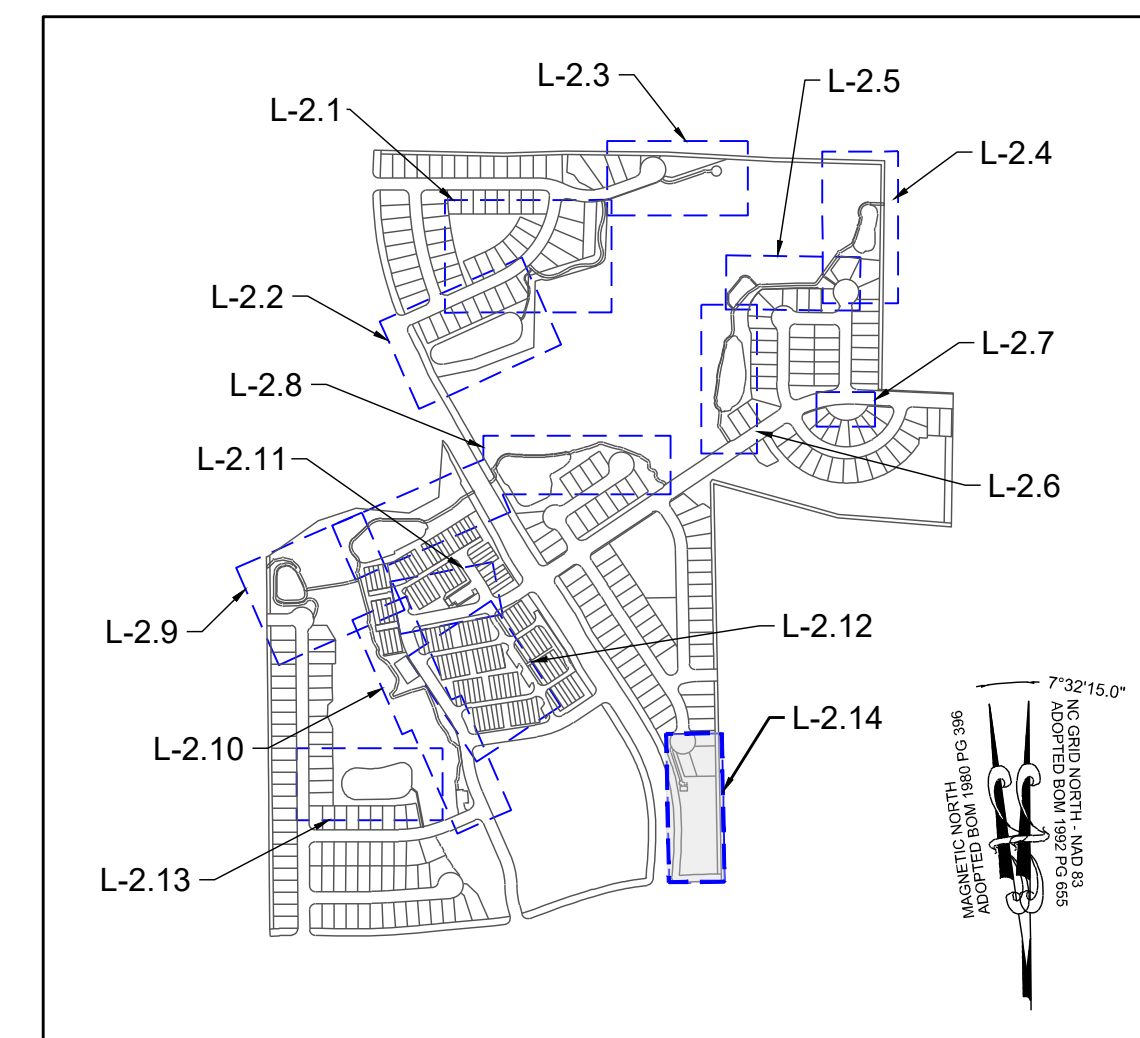 L-2.3
L-2.5
L-2.1
L-2.4
L-2.2
L-2.7
L-2.8
L-2.11
L-2.6
L-2.9
L-2.12
L-2.14
L-2.10
L-2.13
7°32'15.0"
MAGNETIC NORTH
ADOPTED BOM 1980 PG 396
NC GRID NORTH - NAD 83
ADOPTED BOM 1992 PG 655